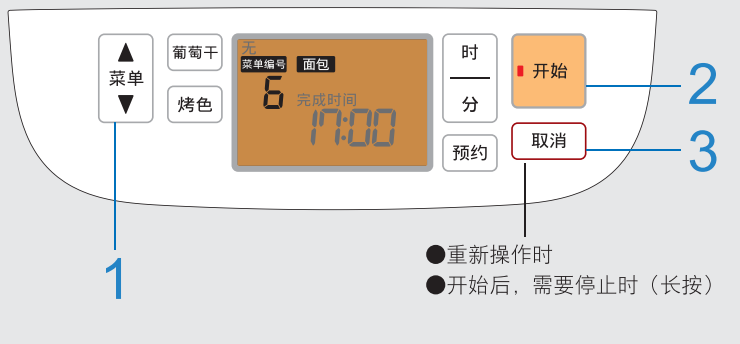 菜单
葡萄干
烤色
无
菜单编号 面包
6
完成时间
17:00
时
分
预约
开始
取消
1
2
3
●重新操作时
●开始后，需要停止时（长按）